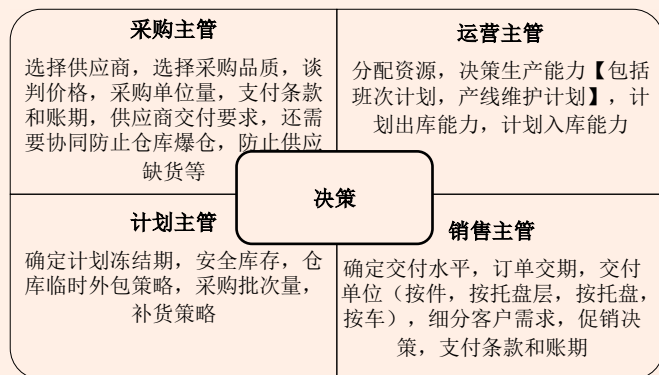 采购主管
选择供应商，选择采购品质，谈
判价格，采购单位量，支付条款
和账期，供应商交付要求，还需
要协同防止仓库爆仓，防止供应
缺货等
运营主管
分配资源，决策生产能力【包括
班次计划，产线维护计划】，计
划出库能力，计划入库能力
决策
计划主管
确定计划冻结期，安全库存，仓
库临时外包策略，采购批次量，
补货策略
销售主管
确定交付水平，订单交期，交付
单位（按件，按托盘层，按托盘，
按车），细分客户需求，促销决
策，支付条款和账期